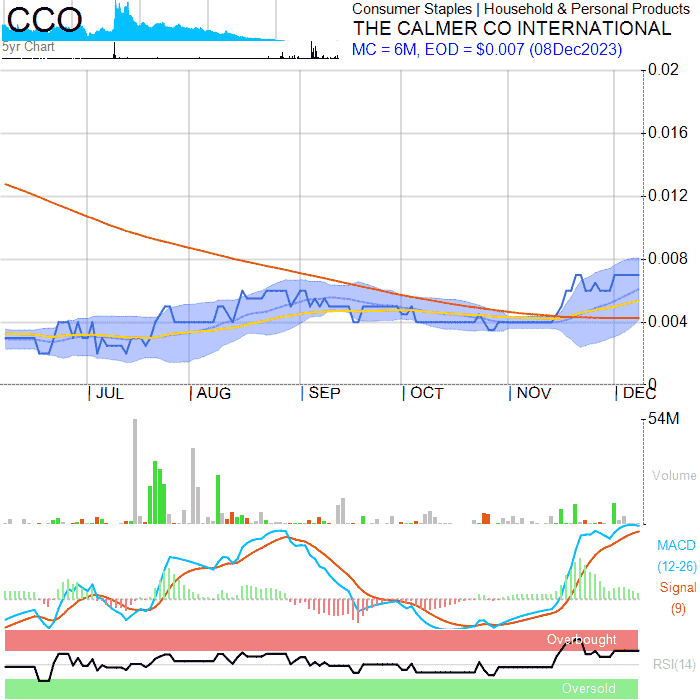 CCO
5yr Chart
Consumer Staples | Household & Personal Products
THE CALMER CO INTERNATIONAL
MC = 6M, EOD = $0.007 (08Dec2023)
0.02
0.016
0.012
0.008
0.004
0
JUL AUG SEP OCT NOV DEC
54M
Volume
MACD
(12-26)
Signal
(9)
Overbought
RSI(14)
Oversold